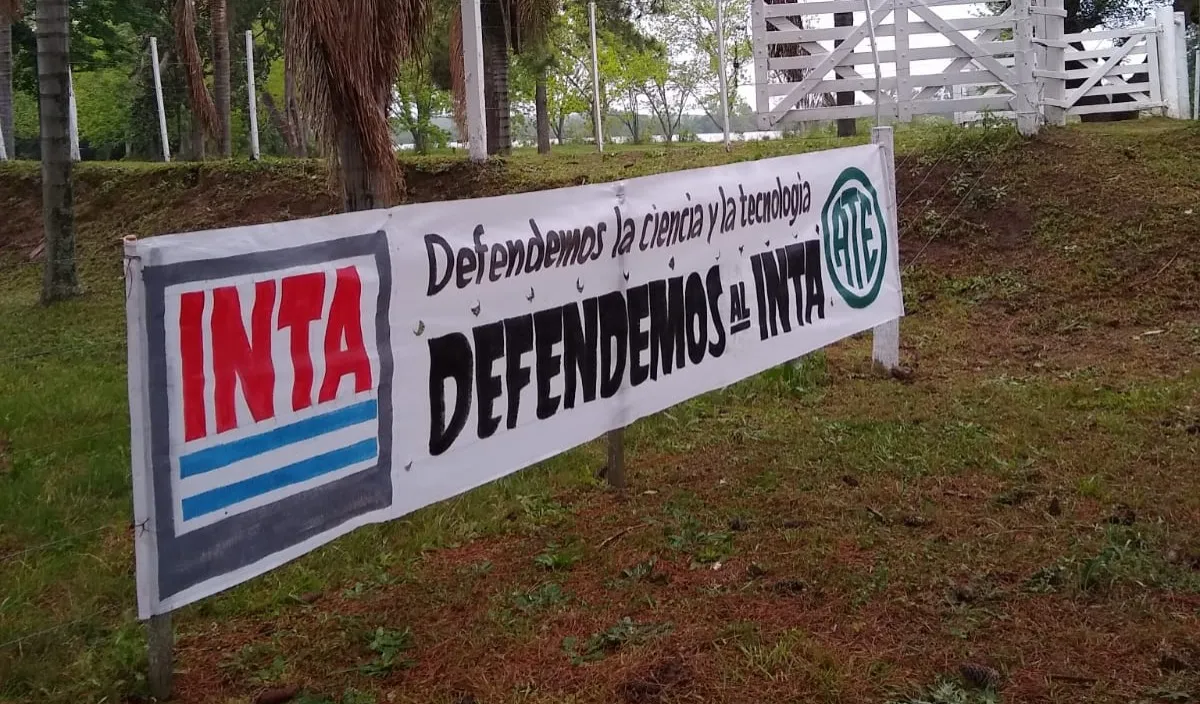 INTA
Defendemos la ciencia y la tecnologia
DEFENDEMOS AL INTA
ATE